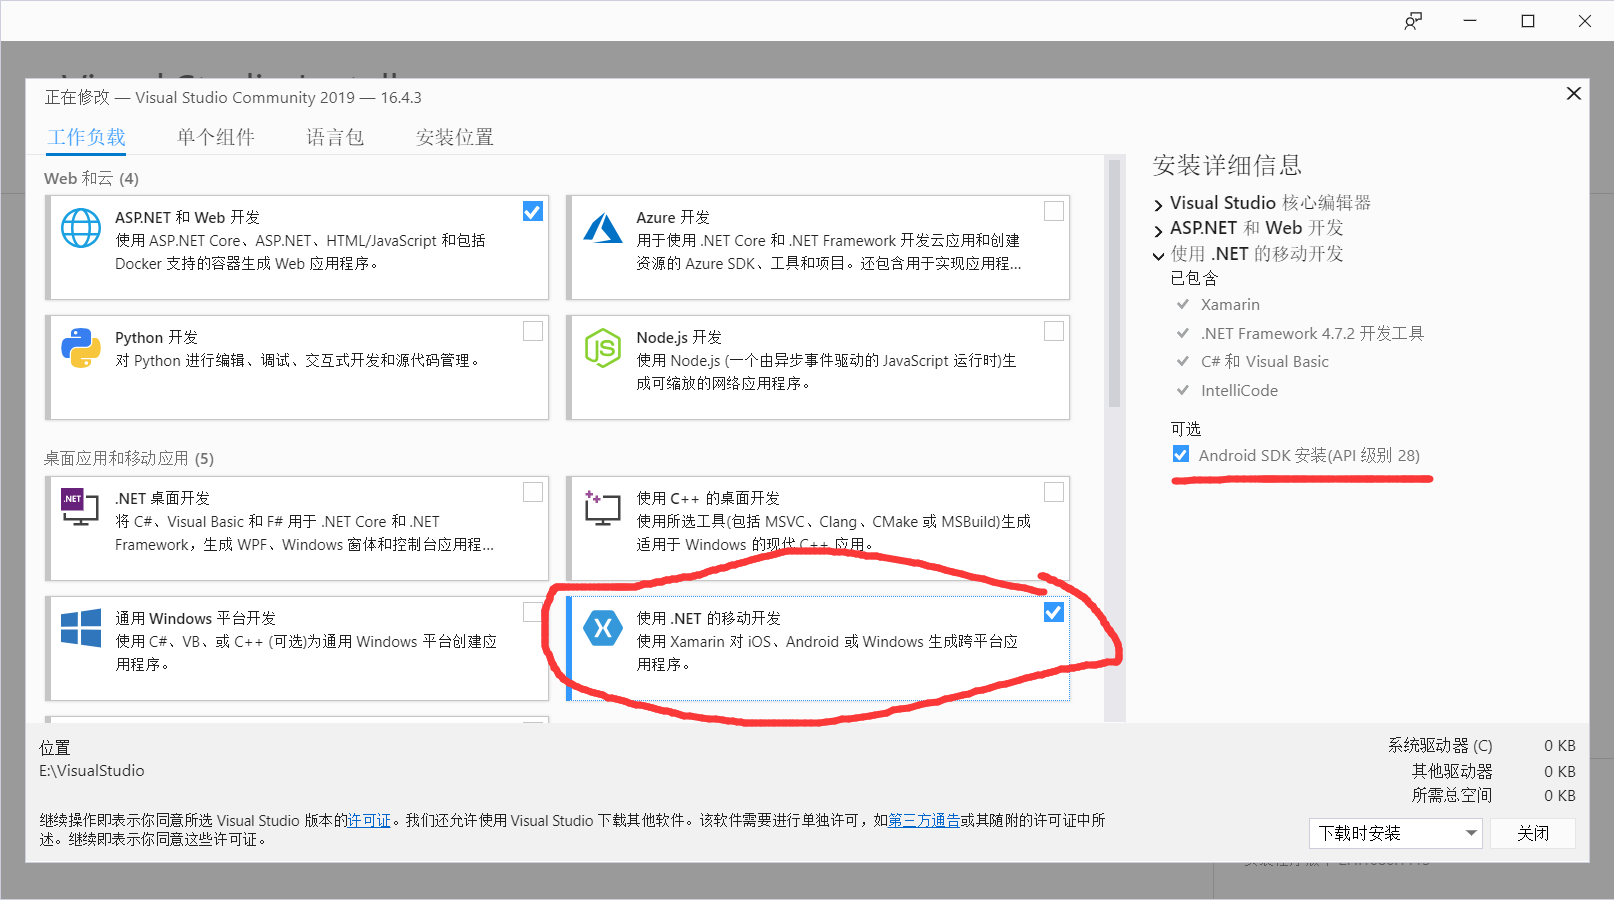 正在修改 — Visual Studio Community 2019 — 16.4.3
工作负载 单个组件 语言包 安装位置
Web 和云 (4)
ASP.NET 和 Web 开发
使用 ASP.NET Core、ASP.NET、HTML/JavaScript 和包括
Docker 支持的容器生成 Web 应用程序。
Azure 开发
用于使用 .NET Core 和 .NET Framework 开发云应用和创建
资源的 Azure SDK、工具和项目。还包含用于实现应用程...
Python 开发
对 Python 进行编辑、调试、交互式开发和源代码管理。
Node.js 开发
使用 Node.js (一个由异步事件驱动的 JavaScript 运行时)生
成可缩放的网络应用程序。
桌面应用和移动应用 (5)
.NET
.NET 桌面开发
将 C#、Visual Basic 和 F# 用于 .NET Core 和 .NET
Framework，生成 WPF、Windows 窗体和控制台应用程...
使用 C++ 的桌面开发
使用所选工具(包括 MSVC、Clang、CMake 或 MSBuild)生成
适用于 Windows 的现代 C++ 应用。
通用 Windows 平台开发
使用 C#、VB、或 C++ (可选)为通用 Windows 平台创建应
用程序。
使用 .NET 的移动开发
使用 Xamarin 对 iOS、Android 或 Windows 生成跨平台应
用程序。
安装详细信息
Visual Studio 核心编辑器
ASP.NET 和 Web 开发
使用 .NET 的移动开发
已包含
Xamarin
.NET Framework 4.7.2 开发工具
C# 和 Visual Basic
IntelliCode
可选
Android SDK 安装(API 级别 28)
位置
E:\VisualStudio
继续操作即表示你同意所选 Visual Studio 版本的许可证。我们还允许使用 Visual Studio 下载其他软件。该软件需要进行单独许可，如第三方通告或其随附的许可证中所
述。继续即表示你同意这些许可证。
系统驱动器 (C) 0 KB
其他驱动器 0 KB
所需总空间 0 KB
下载时安装
关闭